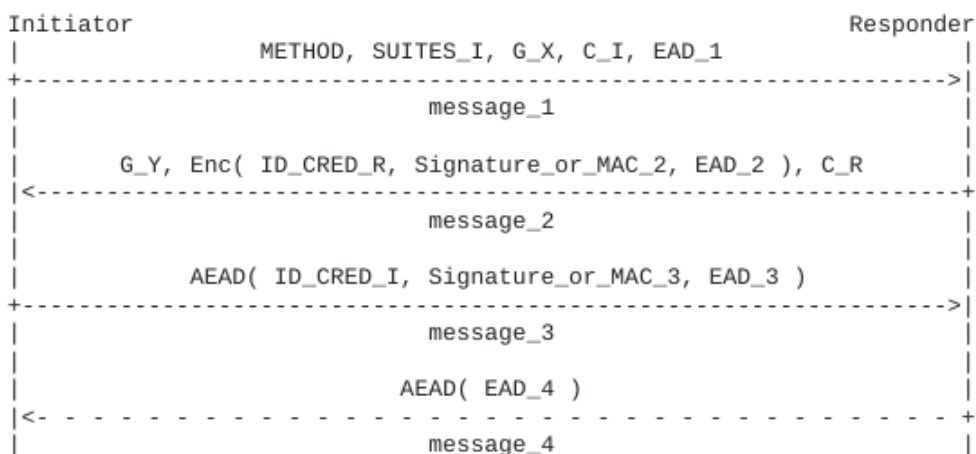 Initiator Responder
METHOD, SUITES_I, G_X, C_I, EAD_1
message_1
G_Y, Enc( ID_CRED_R, Signature_or_MAC_2, EAD_2 ), C_R
message_2
AEAD( ID_CRED_I, Signature_or_MAC_3, EAD_3 )
message_3
AEAD( EAD_4 )
message_4